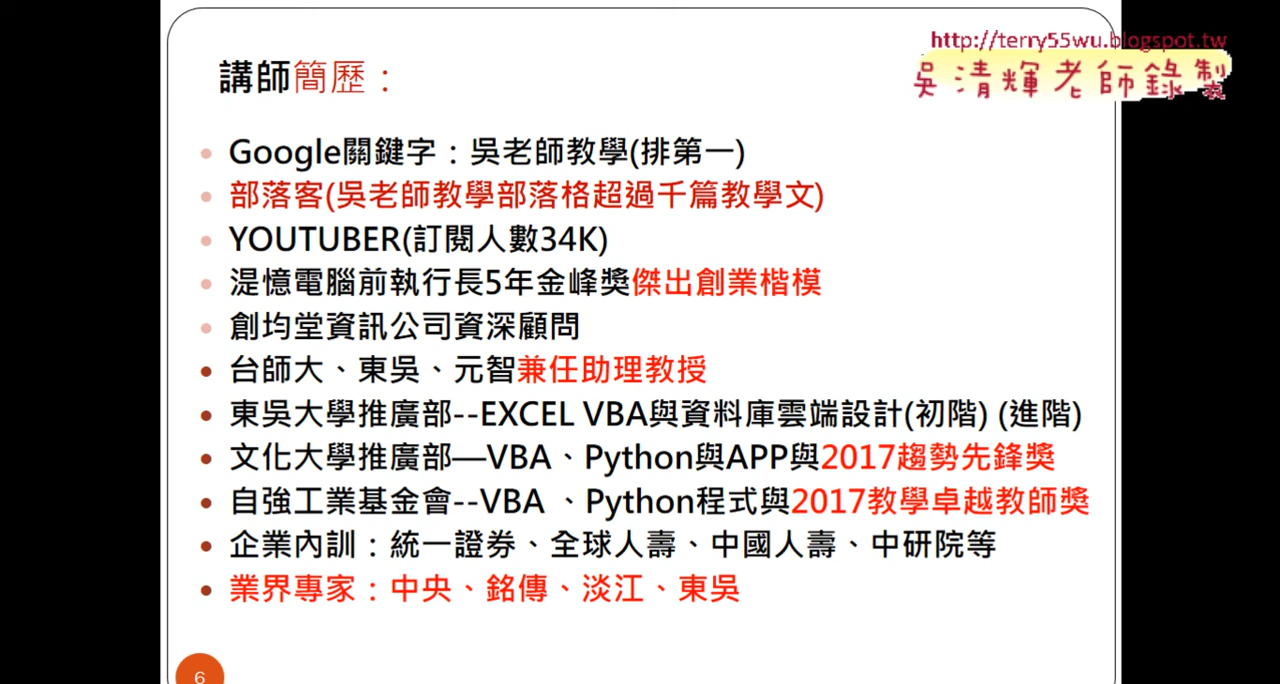 http://terry55wu.blogspot.tw
吳清輝老師錄製
講師簡歷：
Google關鍵字：吳老師教學(排第一)
部落客(吳老師教學部落格超過千篇教學文)
YOUTUBER(訂閱人數34K)
湜憶電腦前執行長5年金峰獎傑出創業楷模
創均堂資訊公司資深顧問
台師大、東吳、元智兼任助理教授
東吳大學推廣部--EXCEL VBA與資料庫雲端設計(初階) (進階)
文化大學推廣部—VBA、Python與APP與2017趨勢先鋒獎
自強工業基金會--VBA 、Python程式與2017教學卓越教師獎
企業內訓：統一證券、全球人壽、中國人壽、中研院等
業界專家：中央、銘傳、淡江、東吳
6